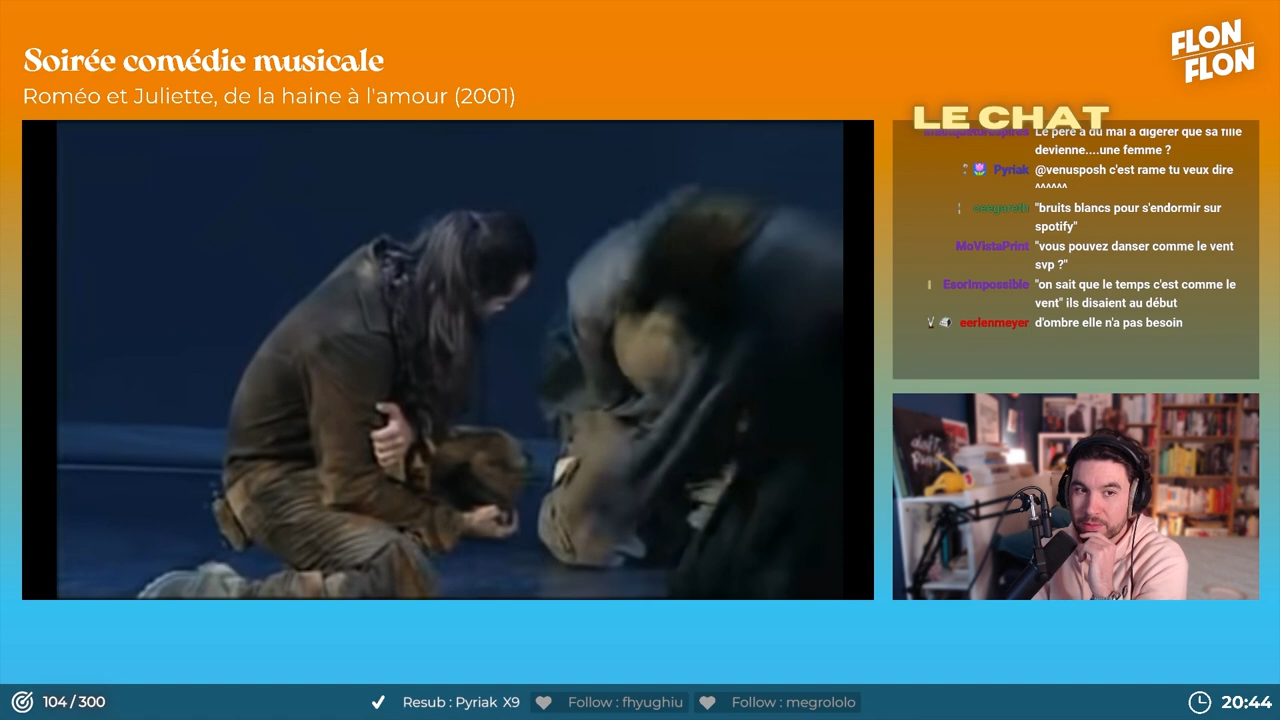 Soirée comédie musicale
Roméo et Juliette, de la haine à l'amour (2001)
FLON
FLON
LE CHAT
Le père a du mal à digérer que sa fille
devienne....une femme ?
Pyriak @venusposh c'est rame tu veux dire
^^^^^^
"bruits blancs pour s'endormir sur
spotify"
MoVistaPrint "vous pouvez danser comme le vent
svp ?"
EsorImpossible "on sait que le temps c'est comme le
vent" ils disaient au début
eerlenmeyer d'ombre elle n'a pas besoin
104 / 300
Resub : Pyriak X9
Follow : fhyughiu
Follow : megrololo
20:44